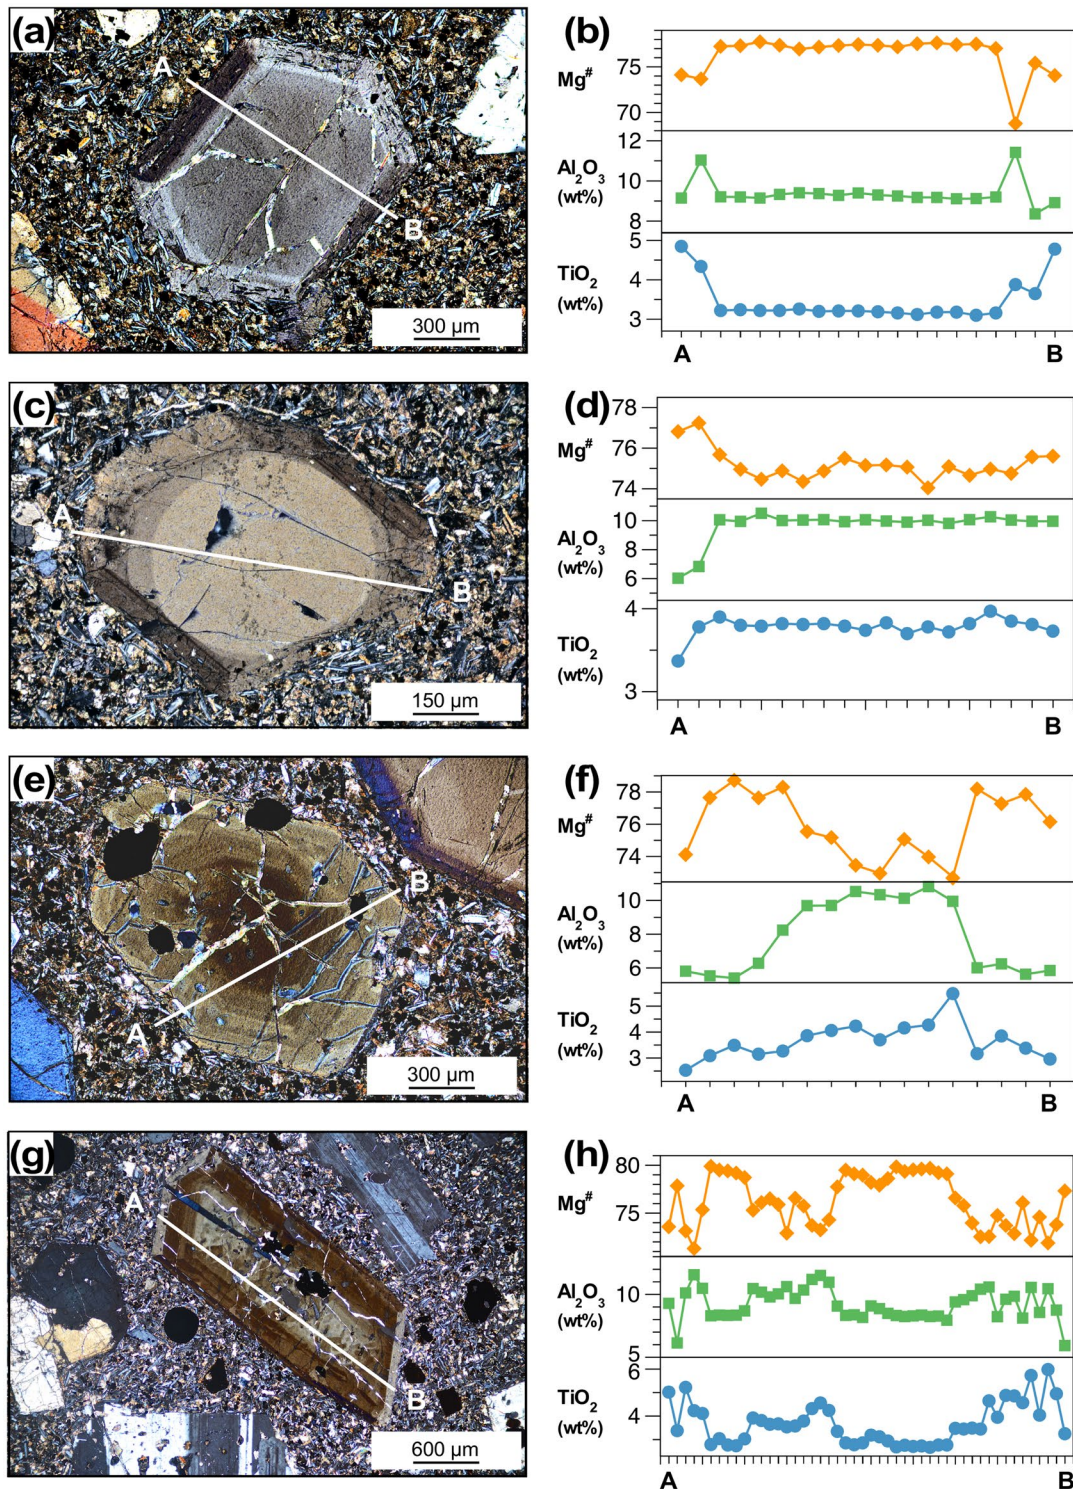 (a)
A
B
300 µm
(b)
Mg#
75
70
Al2O3
(wt%)
12
10
8
TiO2
(wt%)
5
4
3
A
B
(c)
A
B
150 µm
(d)
Mg#
78
76
74
Al2O3
(wt%)
10
8
6
TiO2
(wt%)
4
3
A
B
(e)
A
B
300 µm
(f)
Mg#
78
76
74
Al2O3
(wt%)
10
8
6
TiO2
(wt%)
5
4
3
A
B
(g)
A
B
600 µm
(h)
Mg#
80
75
Al2O3
(wt%)
10
5
TiO2
(wt%)
6
4
A
B